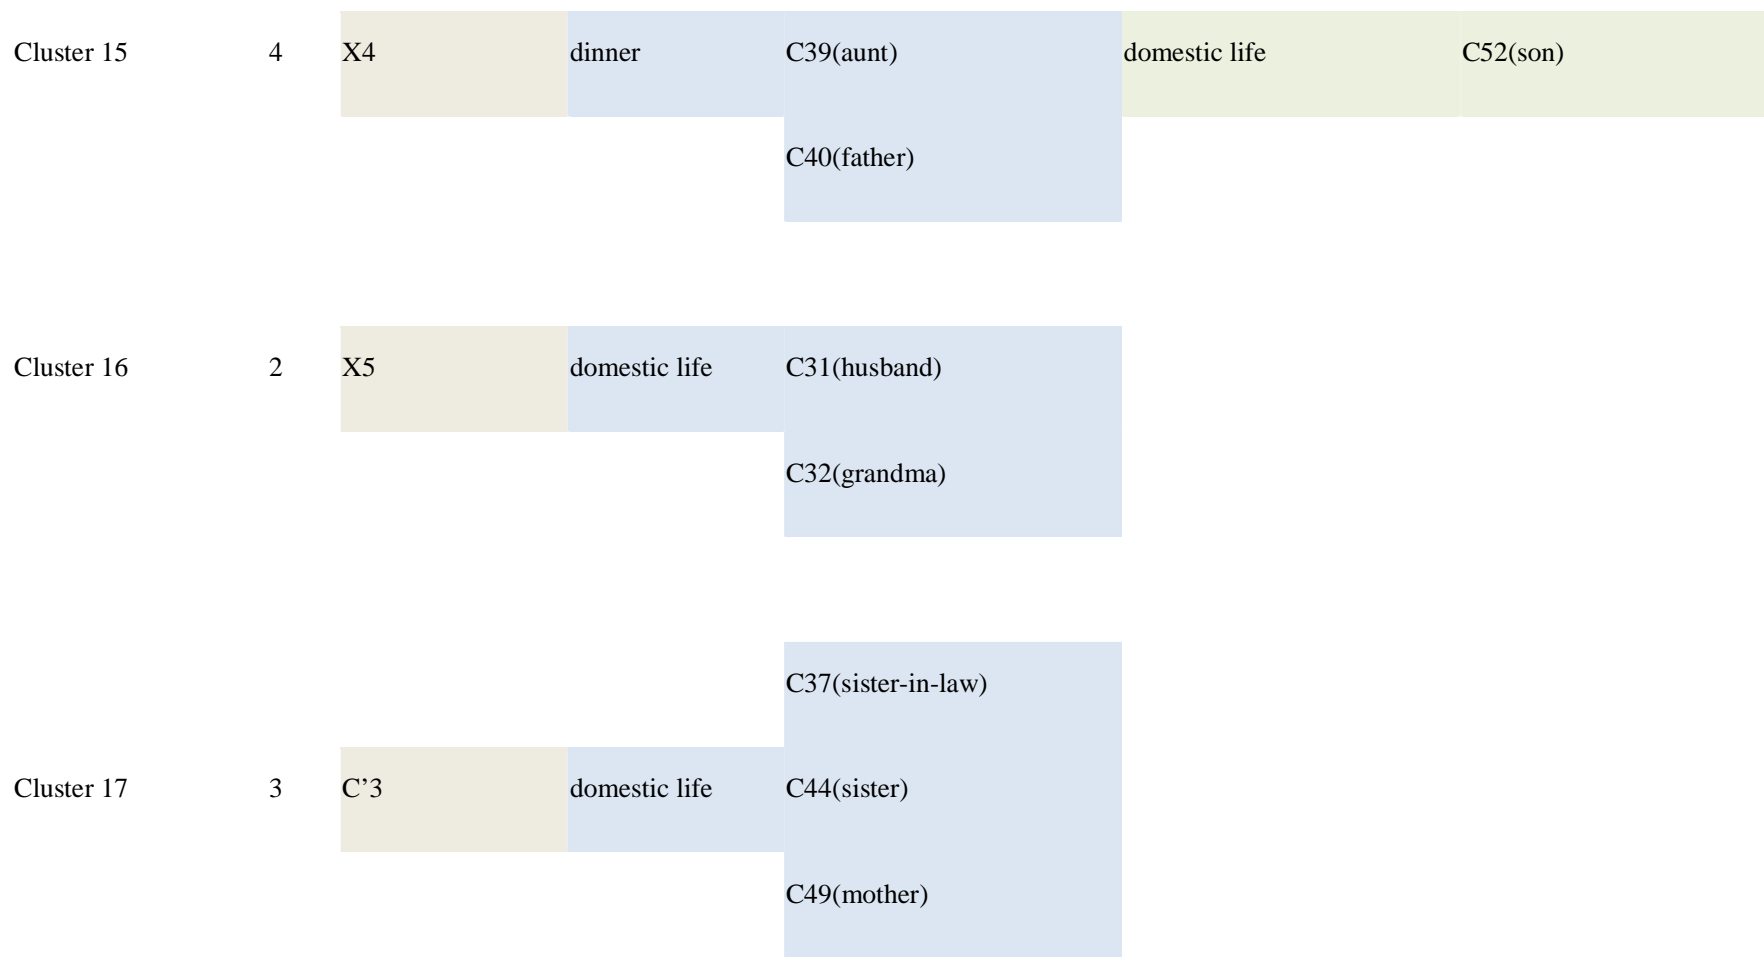 Cluster 15 4 X4 dinner C39(aunt) domestic life C52(son)
C40(father)
Cluster 16 2 X5 domestic life C31(husband)
C32(grandma)
C37(sister-in-law)
Cluster 17 3 C’3 domestic life C44(sister)
C49(mother)